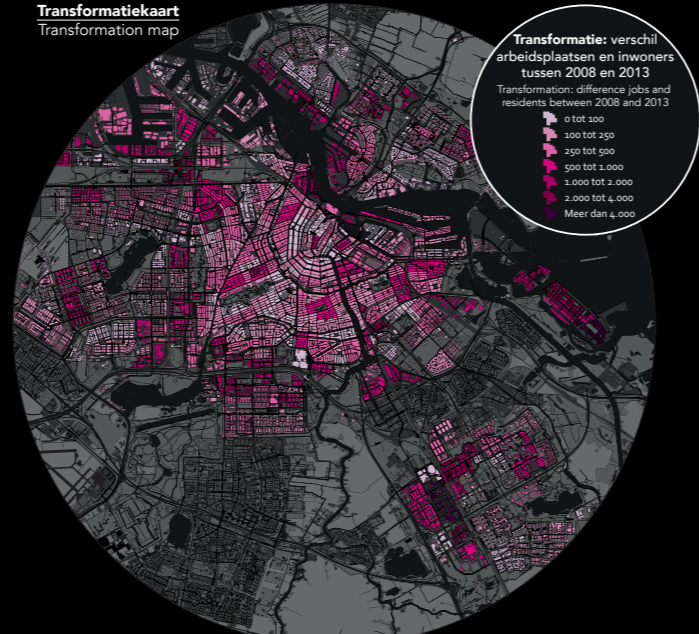 Transformatiekaart
Transformation map
Transformatie: verschil
arbeidsplaatsen en inwoners
tussen 2008 en 2013
Transformation: difference jobs and
residents between 2008 and 2013
0 tot 100
100 tot 250
250 tot 500
500 tot 1.000
1.000 tot 2.000
2.000 tot 4.000
Meer dan 4.000